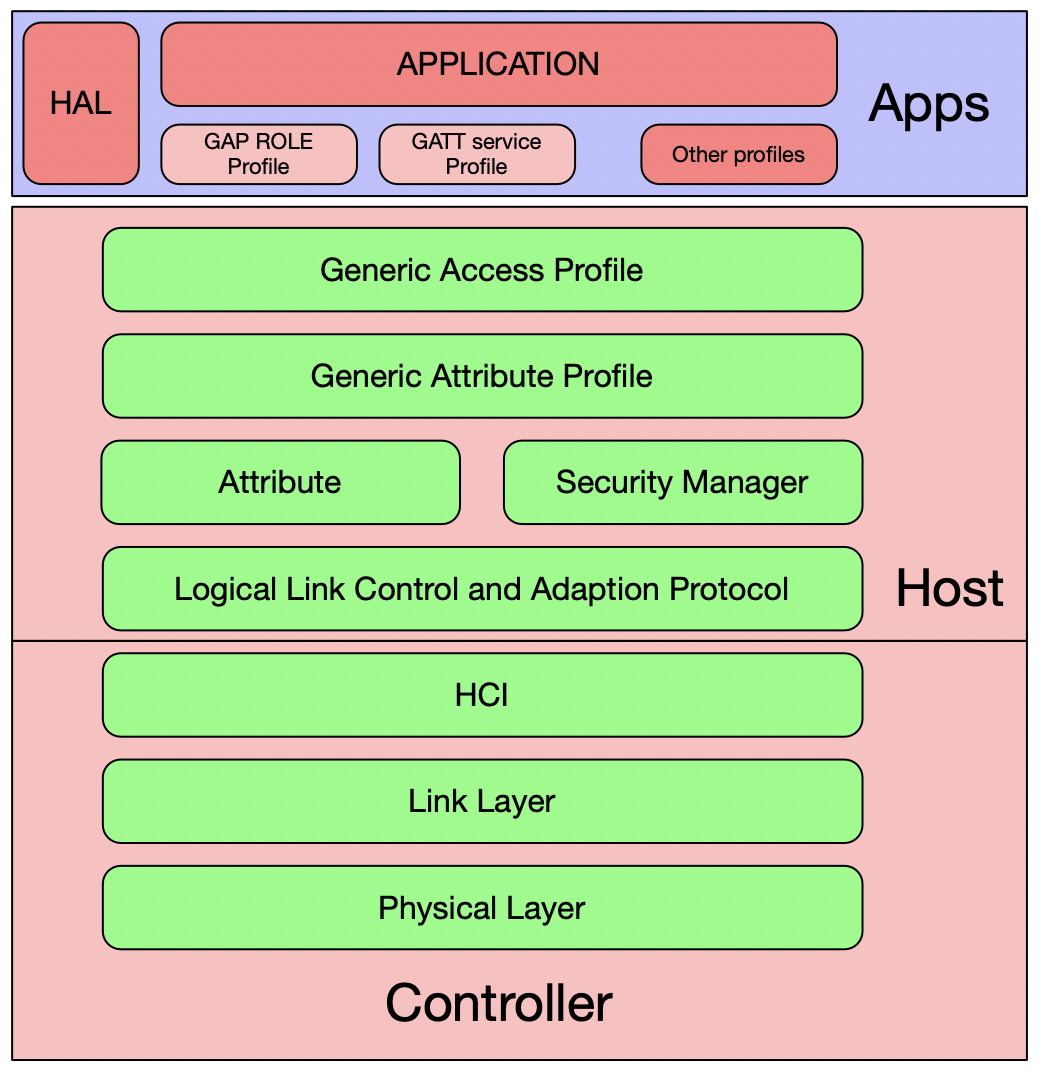 HAL
APPLICATION
Apps
GAP ROLE
Profile
GATT service
Profile
Other profiles
Generic Access Profile
Generic Attribute Profile
Attribute
Security Manager
Logical Link Control and Adaption Protocol
Host
HCI
Link Layer
Physical Layer
Controller